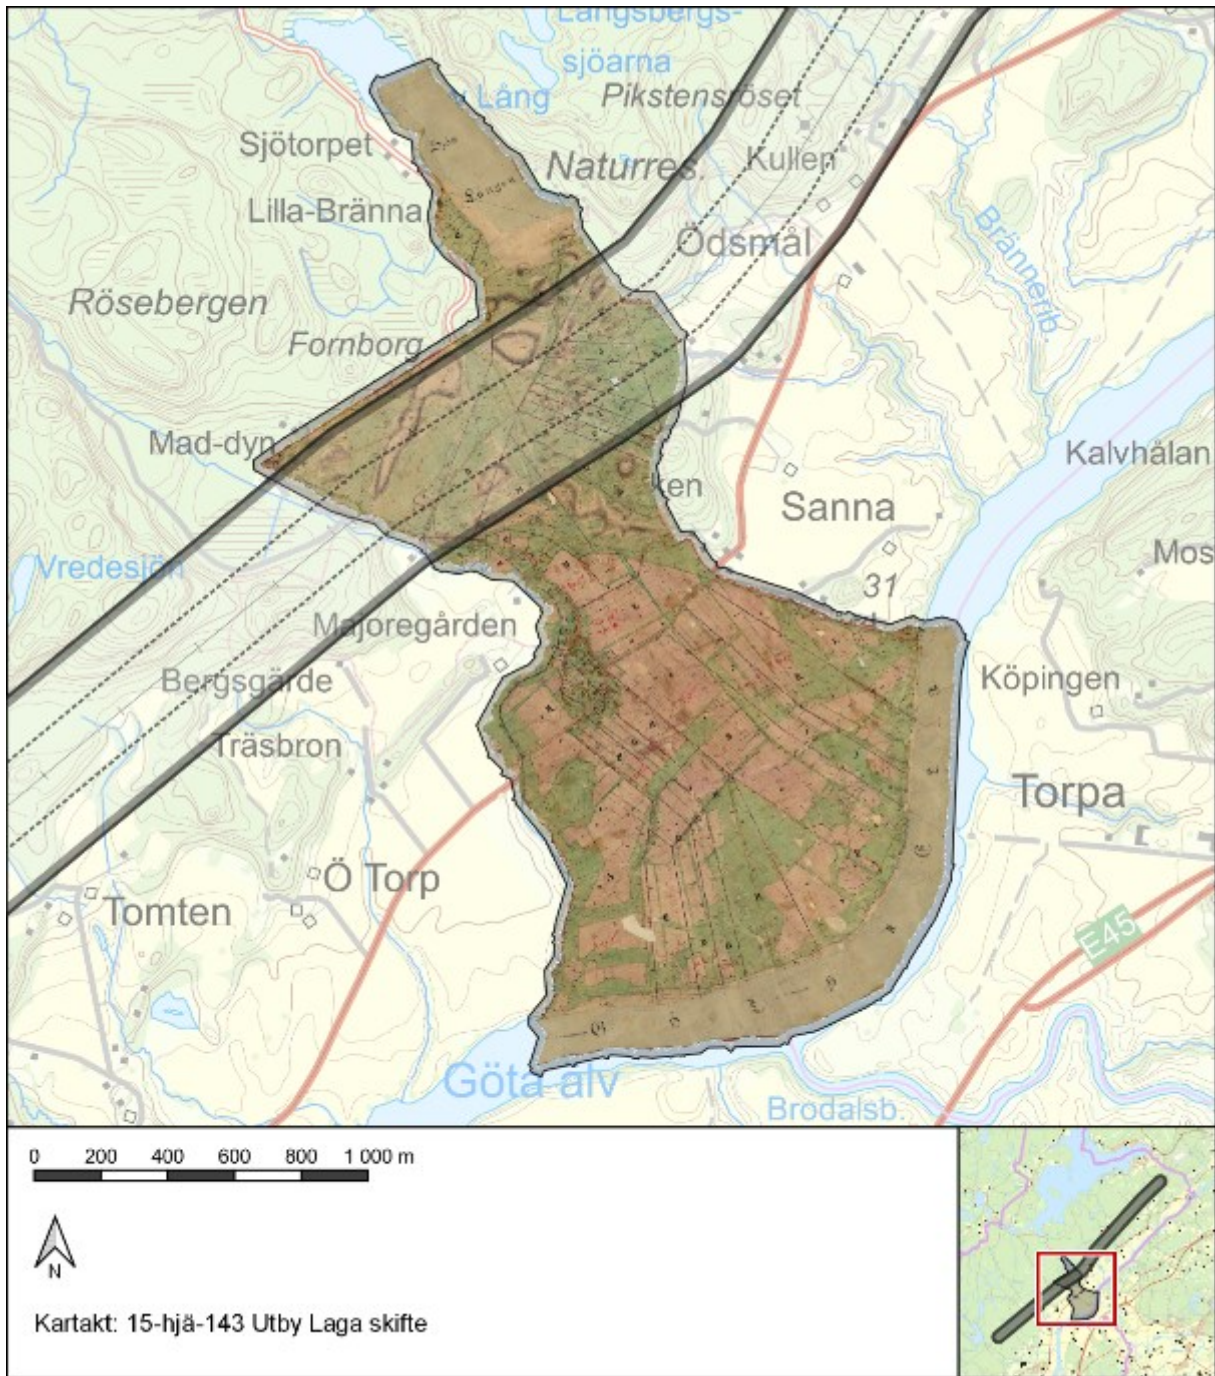 Långsbergs-
sjöarna
Lång
Pikstensröset
Sjötorpet
Naturres.
Kullen
Lilla-Bränna
Ödsmål
Brännerib.
Rösebergen
Fornborg
Mad-dyn
Kalvhålan
ken
Sanna
Vredesjön
Mos
31
Majoregården
Bergsgärde
Köpingen
Träsbron
Torpa
Ö Torp
Tomten
E45
Göta älv
Brodalsb.
0 200 400 600 800 1 000 m
N
Kartakt: 15-hjä-143 Utby Laga skifte